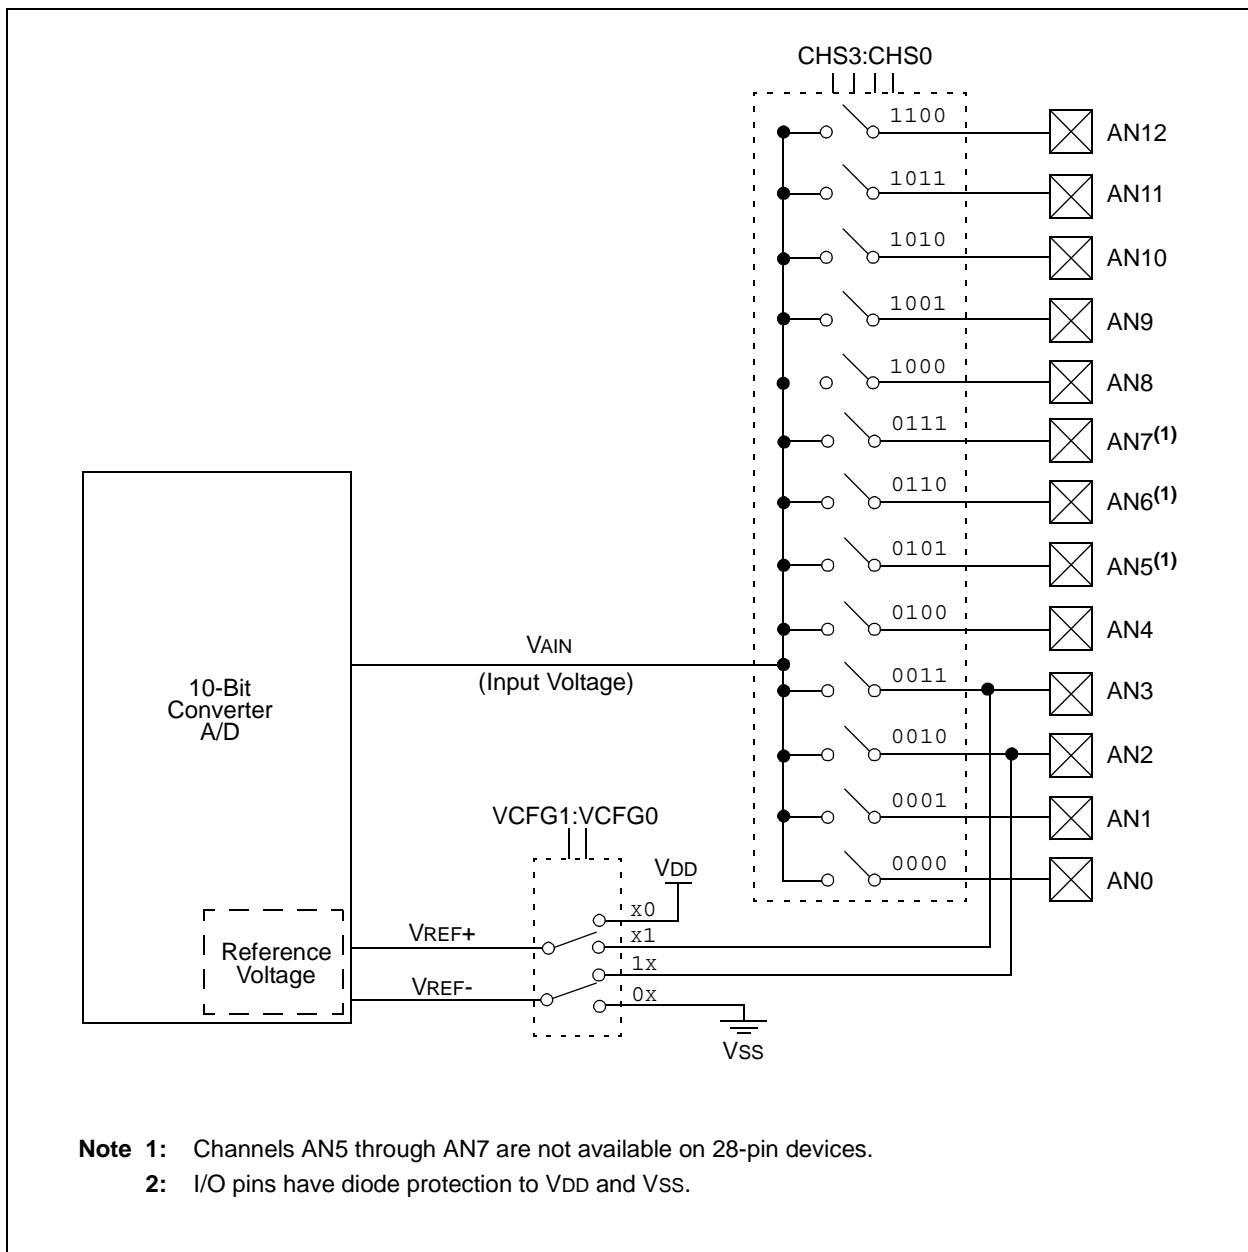 CHS3:CHS0
1100
AN12
1011
AN11
1010
AN10
1001
AN9
1000
AN8
0111
AN7(1)
0110
AN6(1)
0101
AN5(1)
0100
AN4
VAIN
(Input Voltage)
0011
AN3
10-Bit
Converter
A/D
0010
AN2
VCFG1:VCFG0
0001
AN1
VDD
0000
AN0
x0
VREF+
x1
Reference
Voltage
1x
VREF-
0x
VSS
Note 1: Channels AN5 through AN7 are not available on 28-pin devices.
2: I/O pins have diode protection to VDD and VSS.